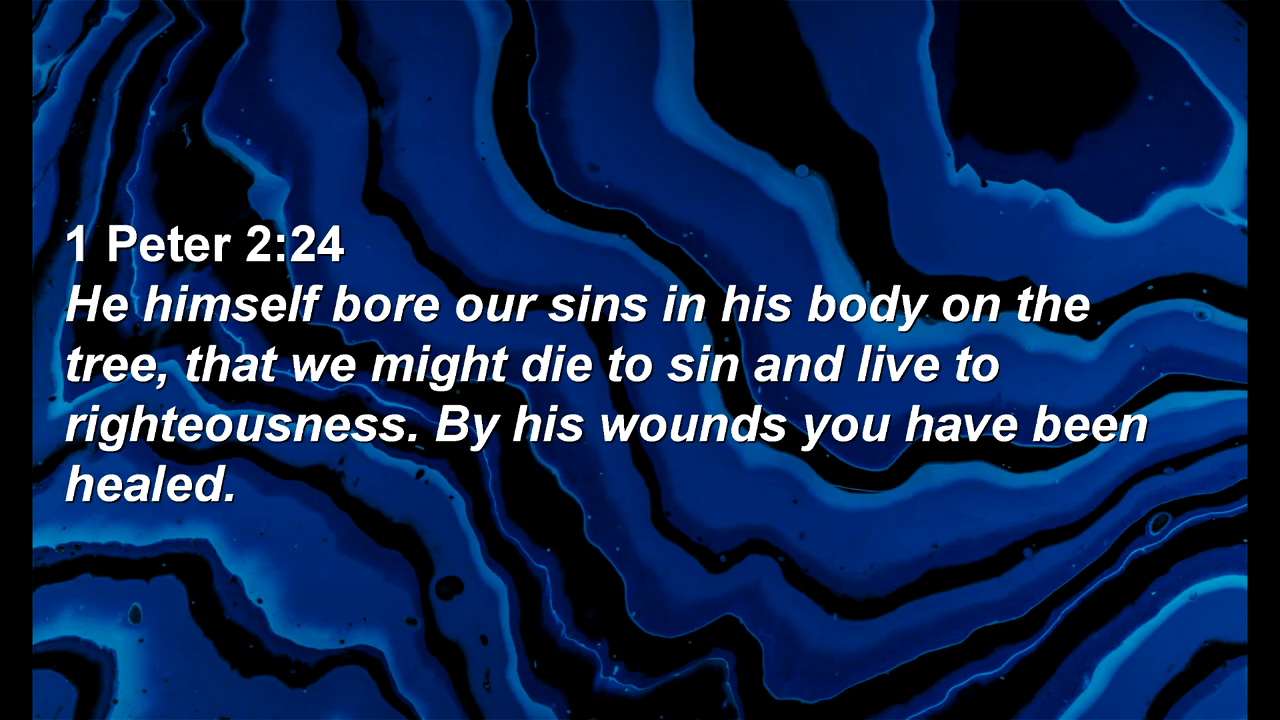 1 Peter 2:24
He himself bore our sins in his body on the
tree, that we might die to sin and live to
righteousness. By his wounds you have been
healed.